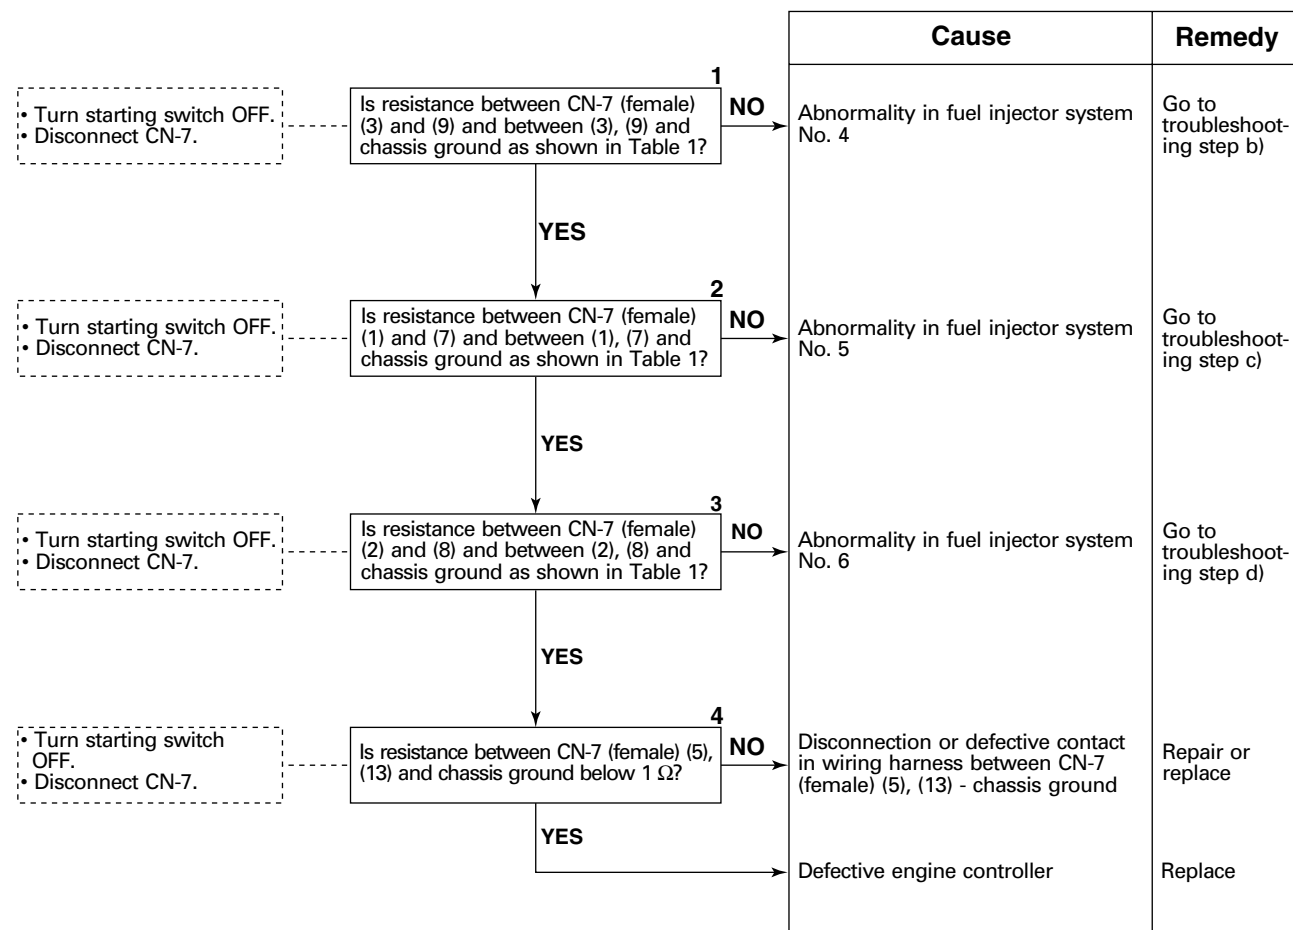 Cause
Remedy
• Turn starting switch OFF.
• Disconnect CN-7.
1
Is resistance between CN-7 (female)
(3) and (9) and between (3), (9) and
chassis ground as shown in Table 1?
NO
Abnormality in fuel injector system
No. 4
Go to
troubleshoot-
ing step b)
YES
• Turn starting switch OFF.
• Disconnect CN-7.
2
Is resistance between CN-7 (female)
(1) and (7) and between (1), (7) and
chassis ground as shown in Table 1?
NO
Abnormality in fuel injector system
No. 5
Go to
troubleshoot-
ing step c)
YES
• Turn starting switch OFF.
• Disconnect CN-7.
3
Is resistance between CN-7 (female)
(2) and (8) and between (2), (8) and
chassis ground as shown in Table 1?
NO
Abnormality in fuel injector system
No. 6
Go to
troubleshoot-
ing step d)
YES
• Turn starting switch
OFF.
• Disconnect CN-7.
4
Is resistance between CN-7 (female) (5),
(13) and chassis ground below 1 Ω?
NO
Disconnection or defective contact
in wiring harness between CN-7
(female) (5), (13) - chassis ground
Repair or
replace
YES
Defective engine controller
Replace